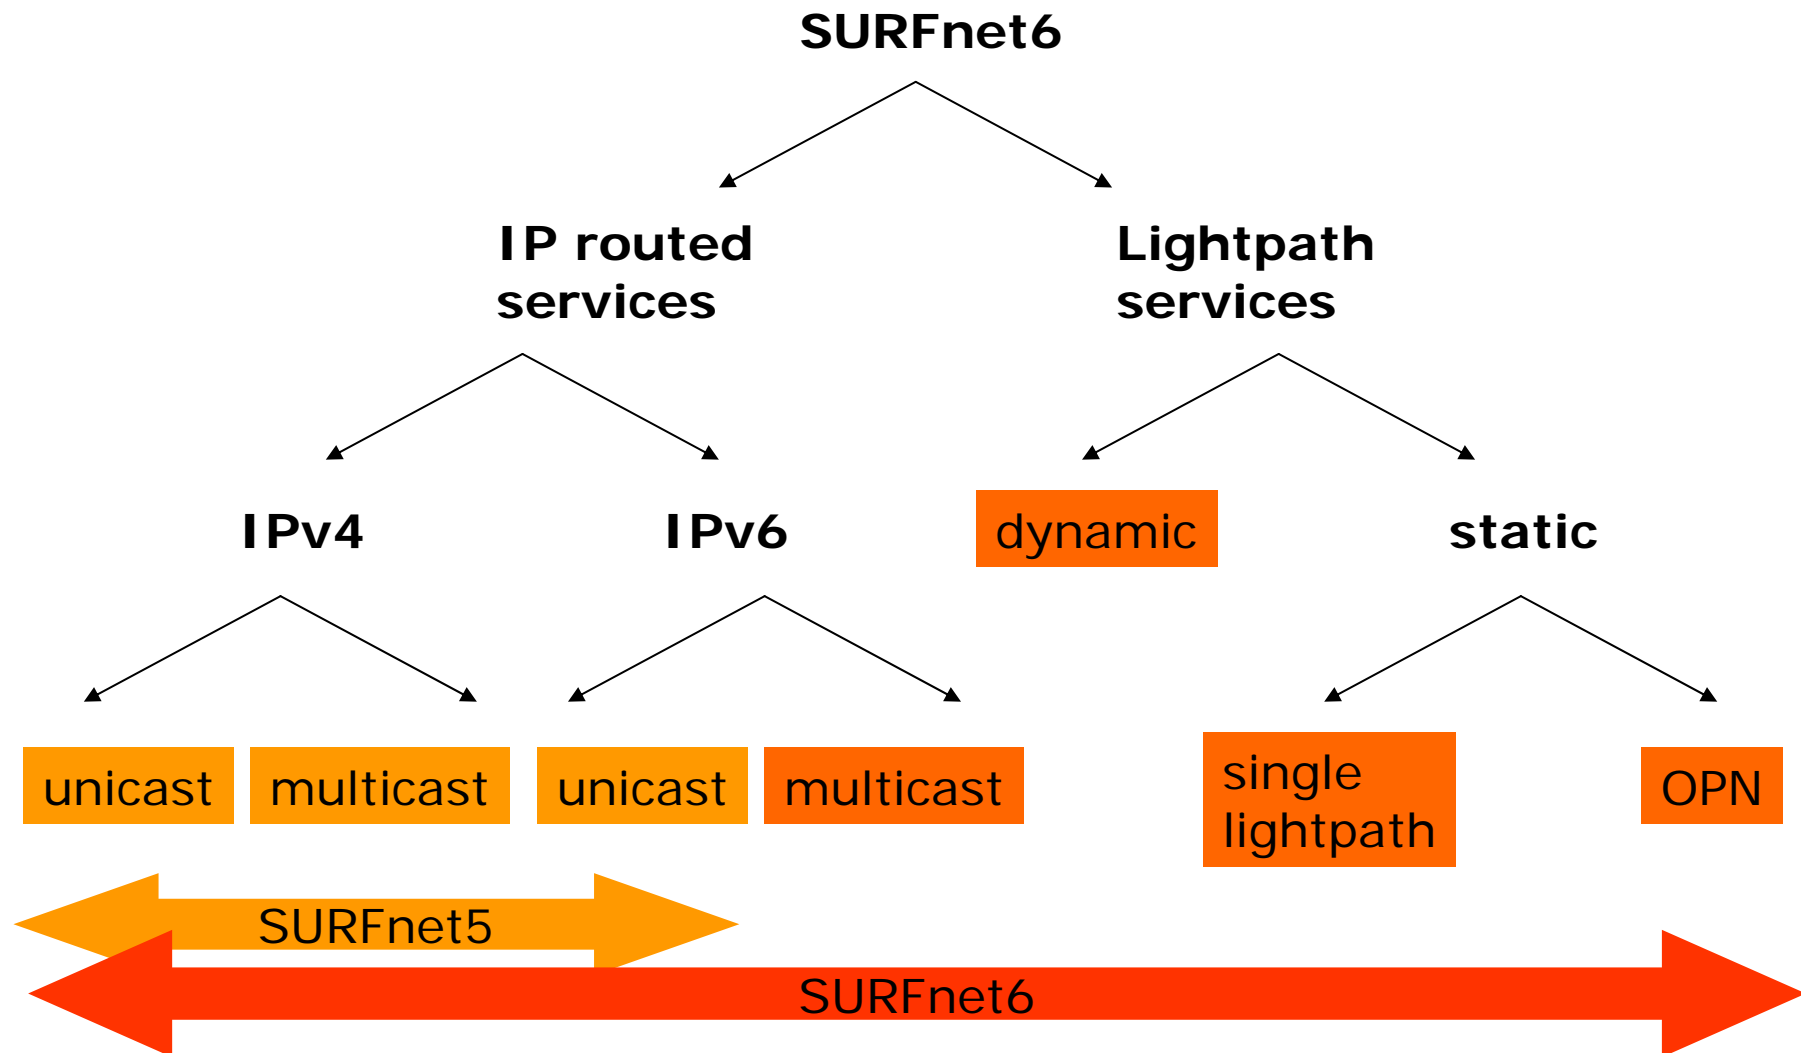 SURFnet6
IP routed
services
Lightpath
services
IPv4
IPv6
dynamic
static
unicast
multicast
unicast
multicast
single
lightpath
OPN
SURFnet5
SURFnet6